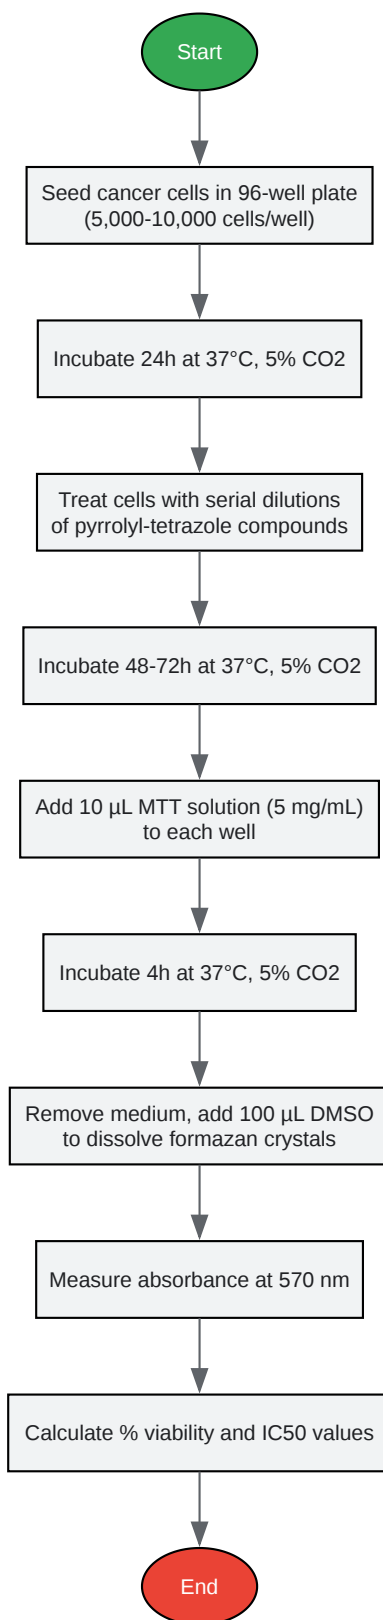 Start
Seed cancer cells in 96-well plate
(5,000-10,000 cells/well)
Incubate 24h at 37°C, 5% CO2
Treat cells with serial dilutions
of pyrrolyl-tetrazole compounds
Incubate 48-72h at 37°C, 5% CO2
Add 10 µL MTT solution (5 mg/mL)
to each well
Incubate 4h at 37°C, 5% CO2
Remove medium, add 100 µL DMSO
to dissolve formazan crystals
Measure absorbance at 570 nm
Calculate % viability and IC50 values
End